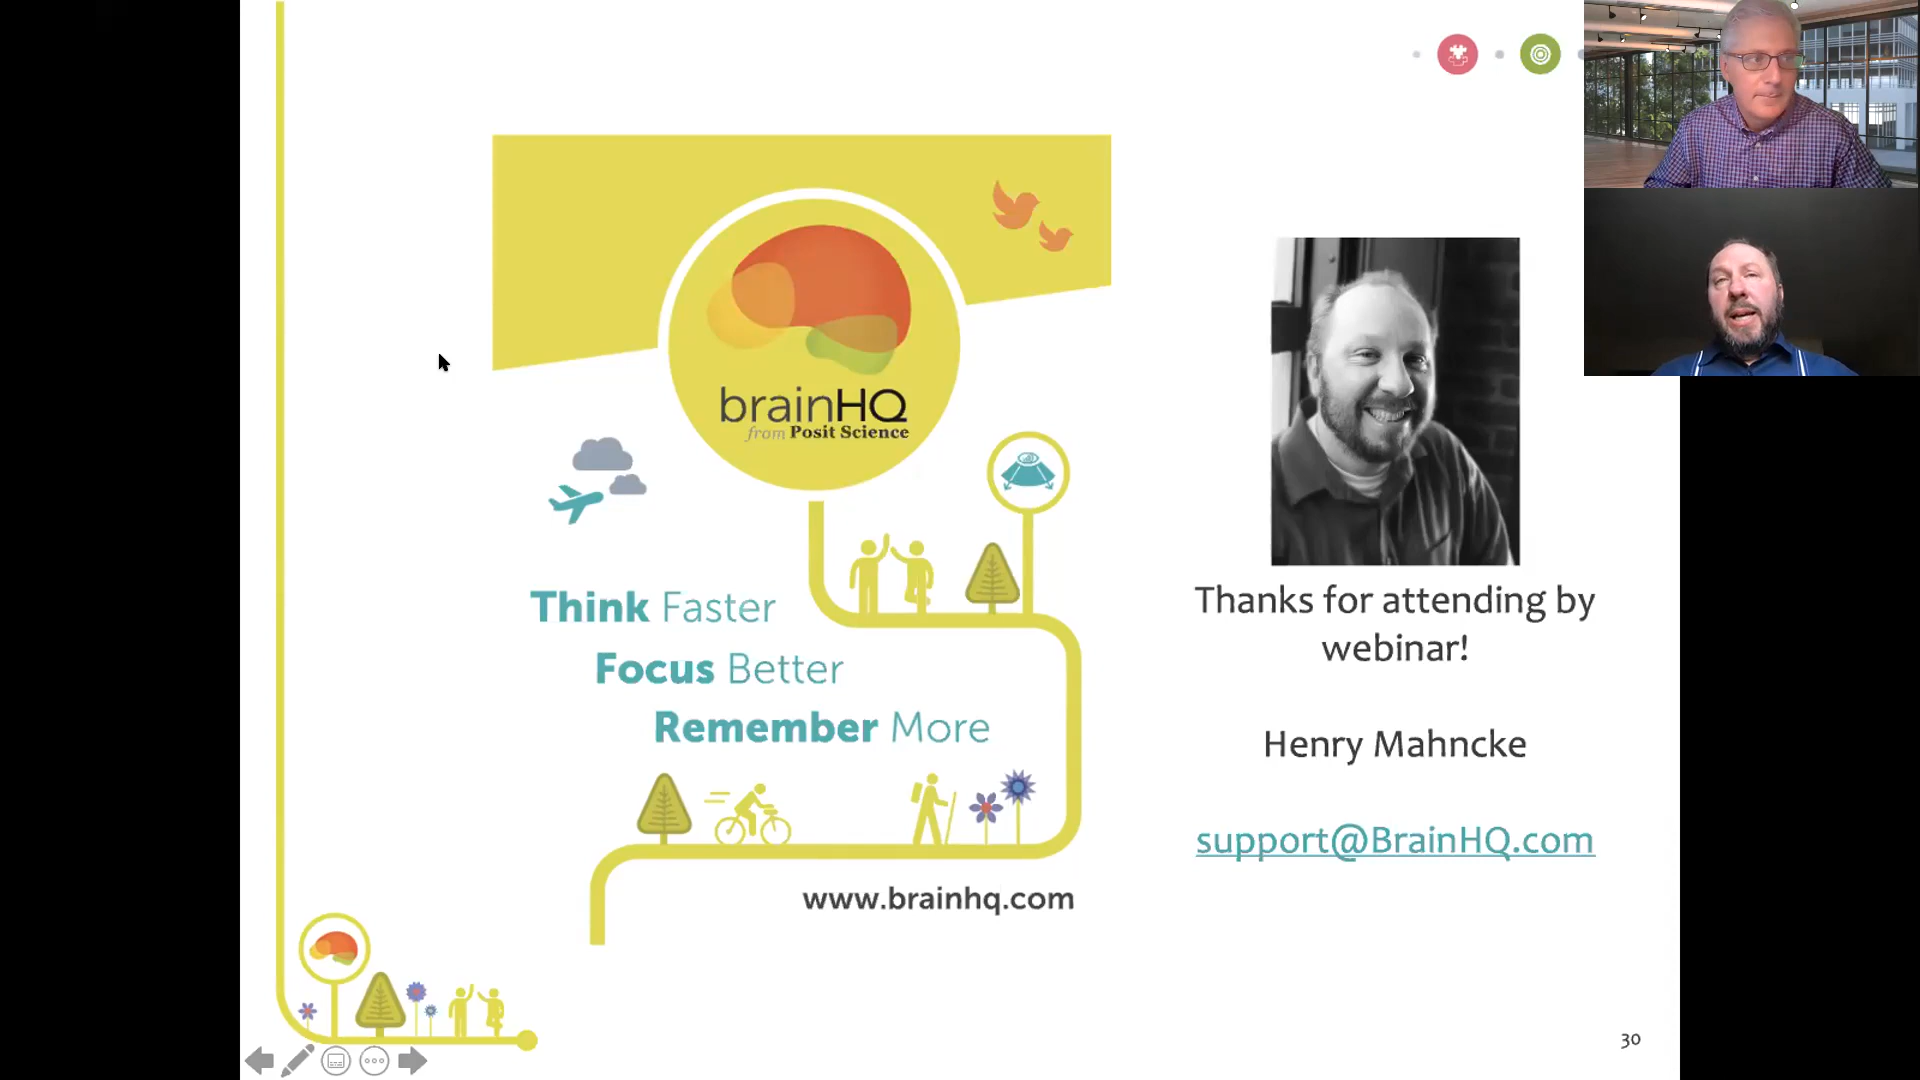 brainHQ
from Posit Science
Think Faster
Focus Better
Remember More
www.brainhq.com
Thanks for attending by
webinar!
Henry Mahncke
support@BrainHQ.com
30